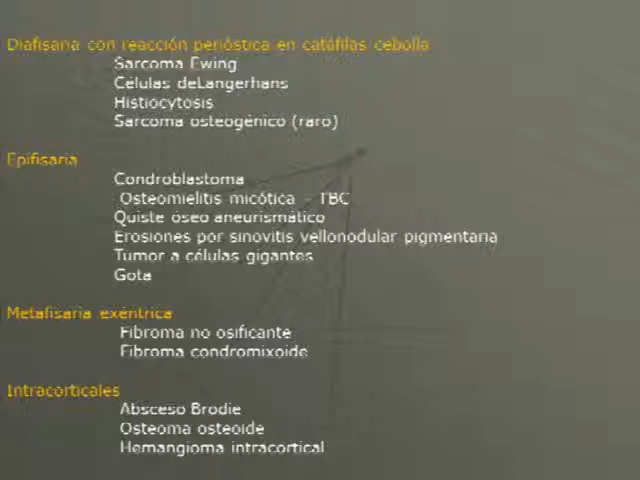 Diafisaria con reacción perióstica en catáfilas cebolla
Sarcoma Ewing
Células deLangerhans
Histiocytosis
Sarcoma osteogénico (raro)
Epifisaria
Condroblastoma
Osteomielitis micótica - TBC
Quiste óseo aneurismático
Erosiones por sinovitis vellonodular pigmentaria
Tumor a células gigantes
Gota
Metafisaria exéntrica
Fibroma no osificante
Fibroma condromixoide
Intracorticales
Absceso Brodie
Osteoma osteoide
Hemangioma intracortical